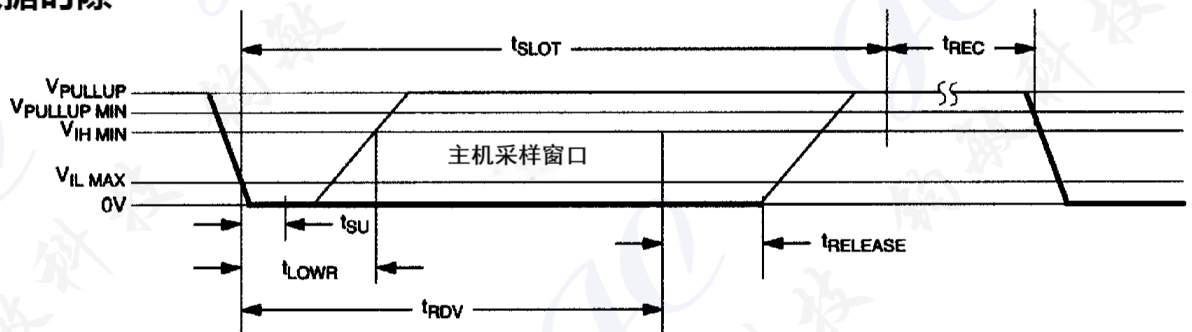 据时隙
tSLOT
tREC
VPULLUP
VPULLUP MIN
VIH MIN
主机采样窗口
VIL MAX
0V
tSU
tRELEASE
tLOWR
tRDV